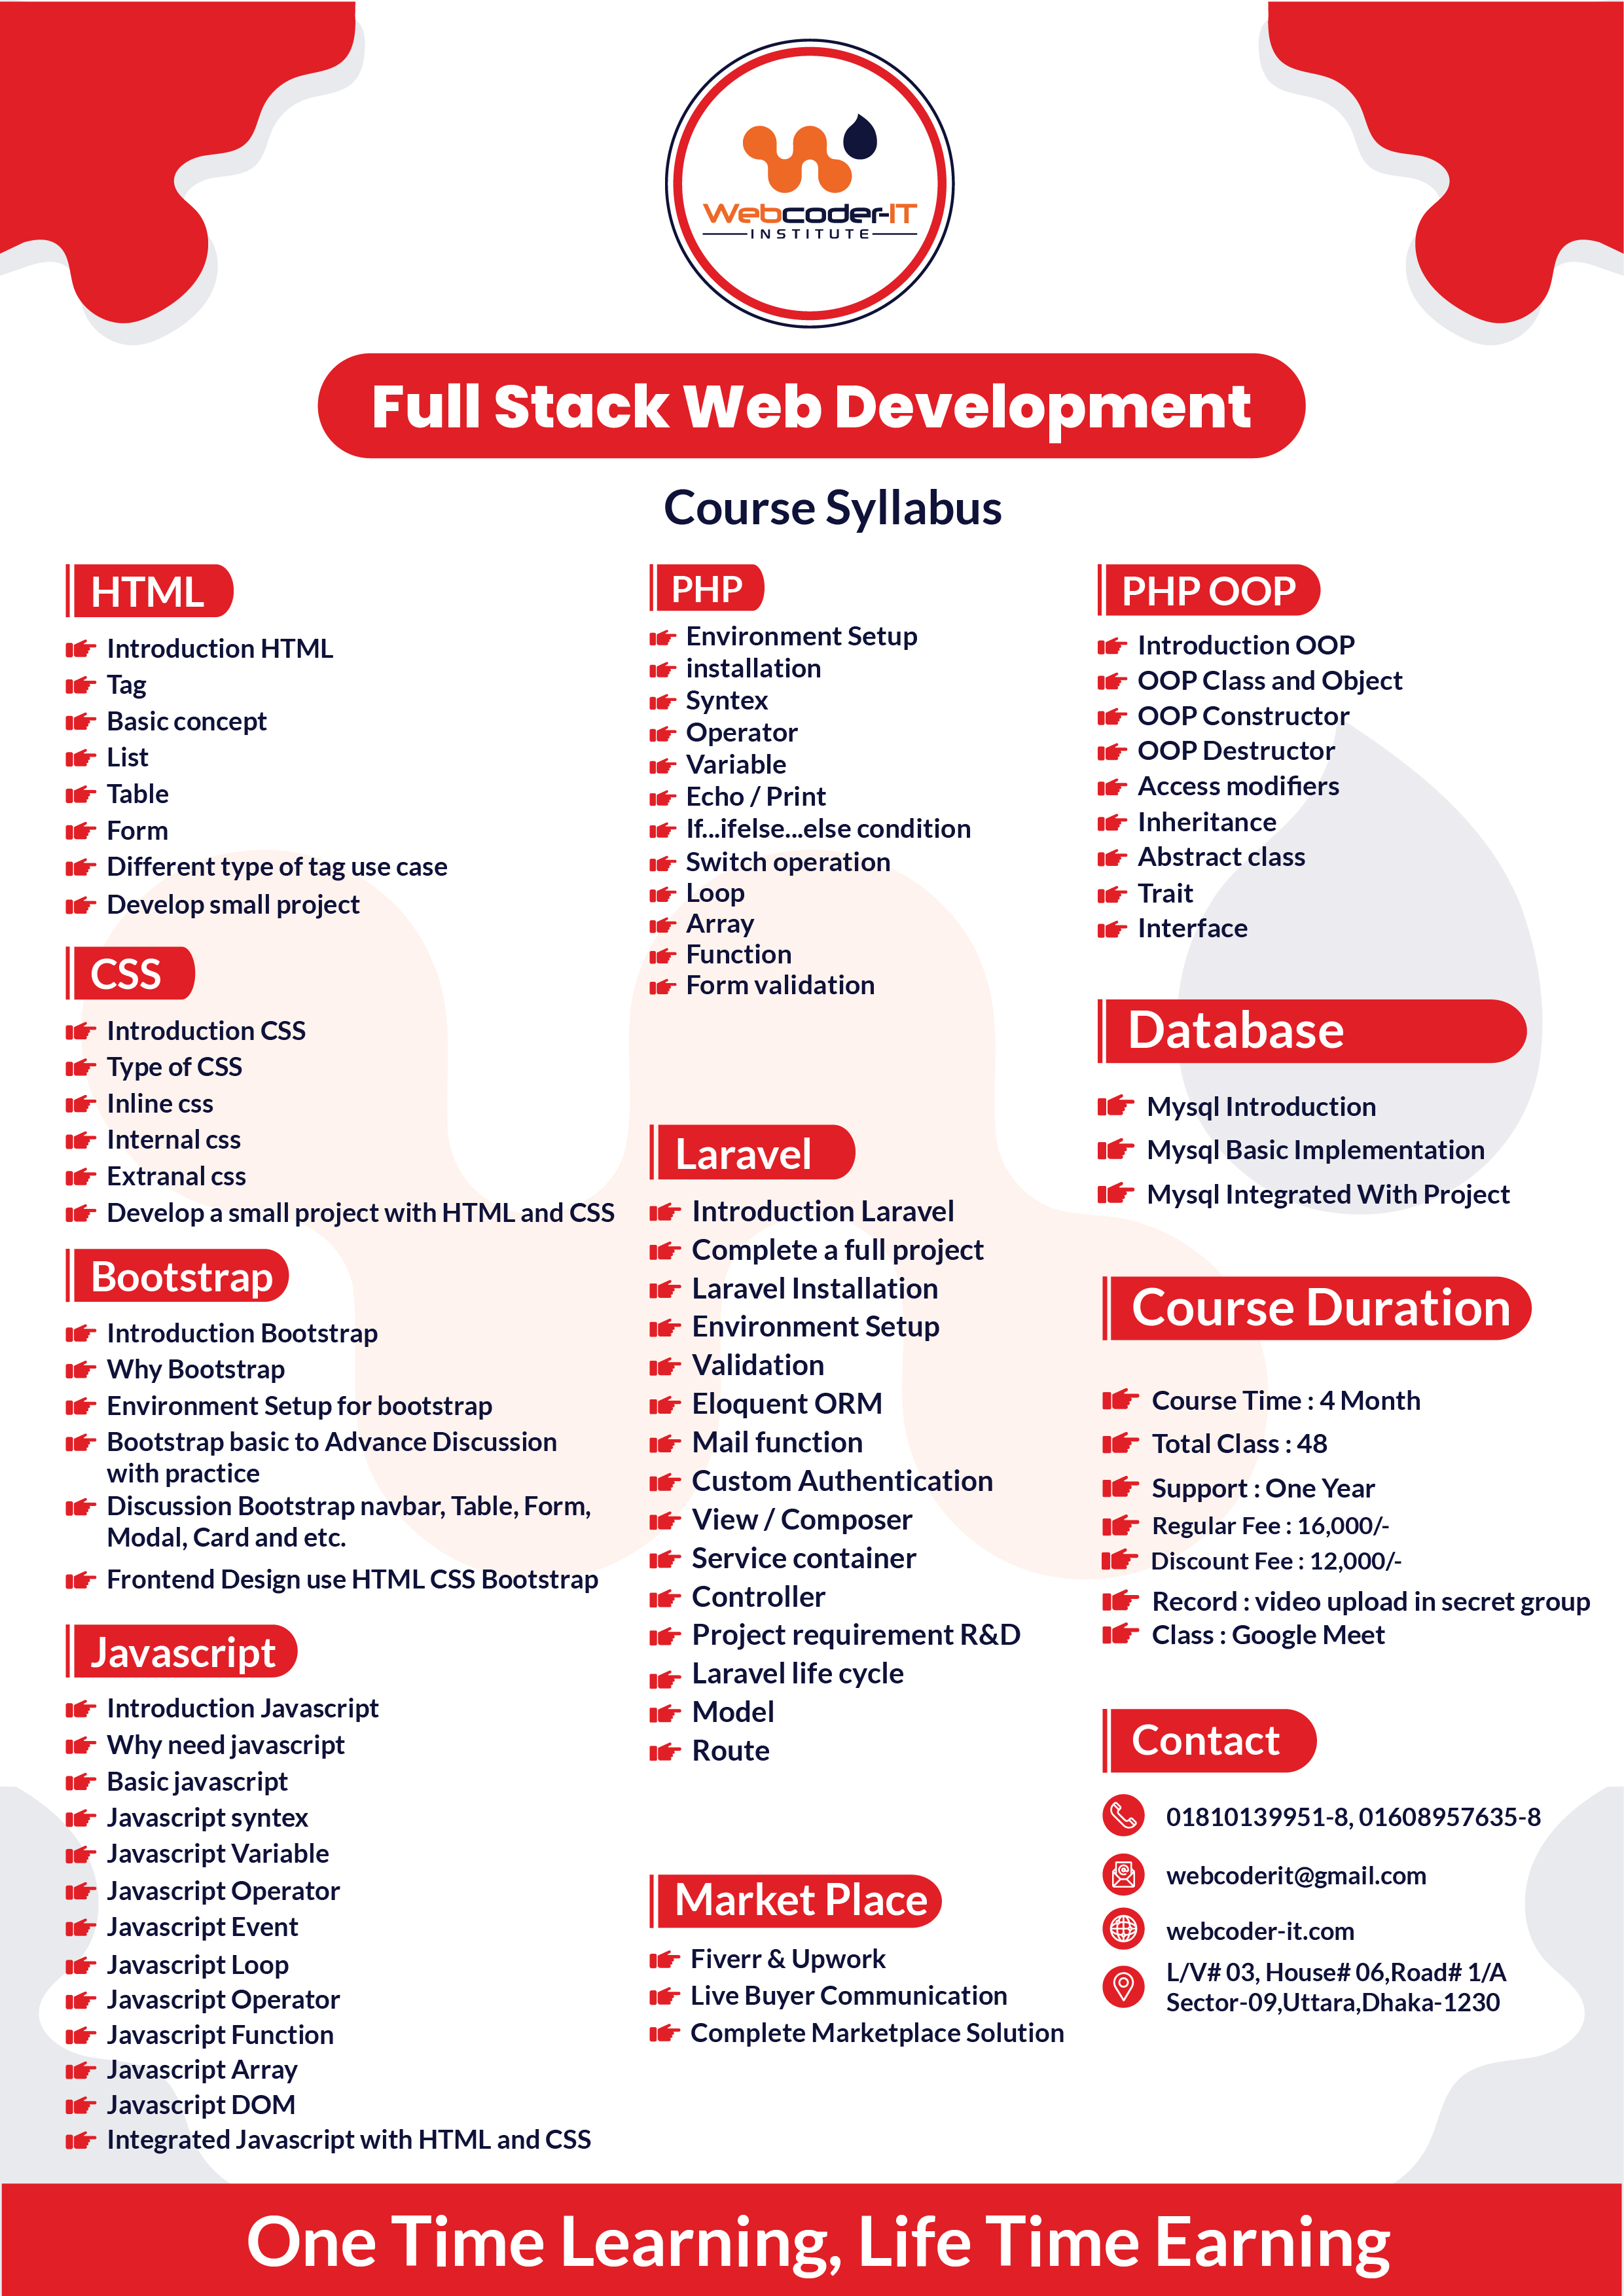 Webcoder-IT
INSTITUTE
Full Stack Web Development
Course Syllabus
HTML
Introduction HTML
Tag
Basic concept
List
Table
Form
Different type of tag use case
Develop small project
CSS
Introduction CSS
Type of CSS
Inline css
Internal css
Extranal css
Develop a small project with HTML and CSS
Bootstrap
Introduction Bootstrap
Why Bootstrap
Environment Setup for bootstrap
Bootstrap basic to Advance Discussion
with practice
Discussion Bootstrap navbar, Table, Form,
Modal, Card and etc.
Frontend Design use HTML CSS Bootstrap
Javascript
Introduction Javascript
Why need javascript
Basic javascript
Javascript syntex
Javascript Variable
Javascript Operator
Javascript Event
Javascript Loop
Javascript Operator
Javascript Function
Javascript Array
Javascript DOM
Integrated Javascript with HTML and CSS
PHP
Environment Setup
installation
Syntex
Operator
Variable
Echo / Print
If...ifelse...else condition
Switch operation
Loop
Array
Function
Form validation
Laravel
Introduction Laravel
Complete a full project
Laravel Installation
Environment Setup
Validation
Eloquent ORM
Mail function
Custom Authentication
View / Composer
Service container
Controller
Project requirement R&D
Laravel life cycle
Model
Route
Market Place
Fiverr & Upwork
Live Buyer Communication
Complete Marketplace Solution
PHP OOP
Introduction OOP
OOP Class and Object
OOP Constructor
OOP Destructor
Access modifiers
Inheritance
Abstract class
Trait
Interface
Database
Mysql Introduction
Mysql Basic Implementation
Mysql Integrated With Project
Course Duration
Course Time : 4 Month
Total Class : 48
Support : One Year
Regular Fee : 16,000/-
Discount Fee : 12,000/-
Record : video upload in secret group
Class : Google Meet
Contact
01810139951-8, 01608957635-8
webcoderit@gmail.com
webcoder-it.com
L/V# 03, House# 06,Road# 1/A
Sector-09,Uttara,Dhaka-1230
One Time Learning, Life Time Earning